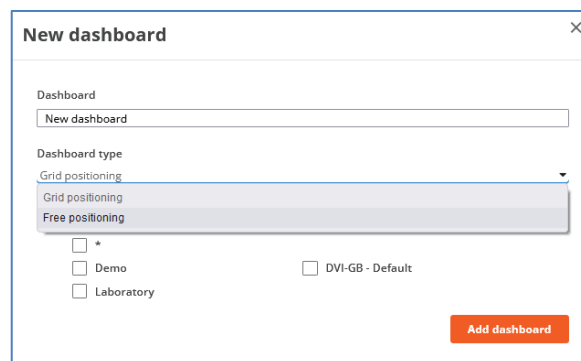 New dashboard
Dashboard
New dashboard
Dashboard type
Grid positioning
Grid positioning
Free positioning
*
Demo
DVI-GB - Default
Laboratory
Add dashboard